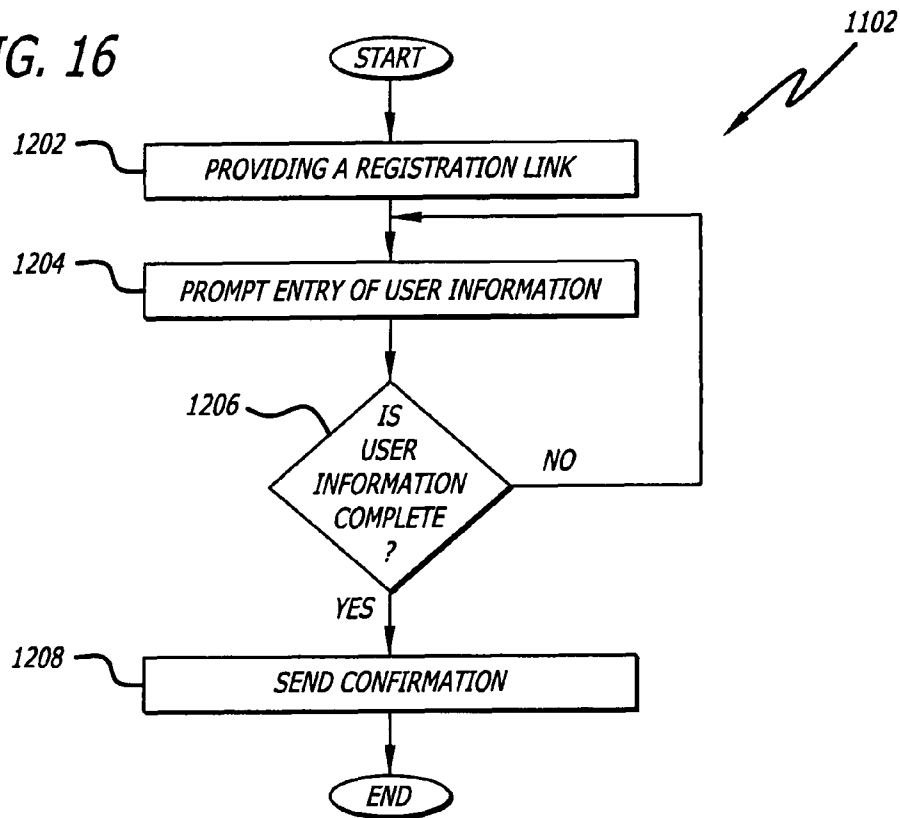 IG. 16
1102
START
1202
PROVIDING A REGISTRATION LINK
1204
PROMPT ENTRY OF USER INFORMATION
1206
IS
USER
INFORMATION
COMPLETE
?
NO
YES
1208
SEND CONFIRMATION
END